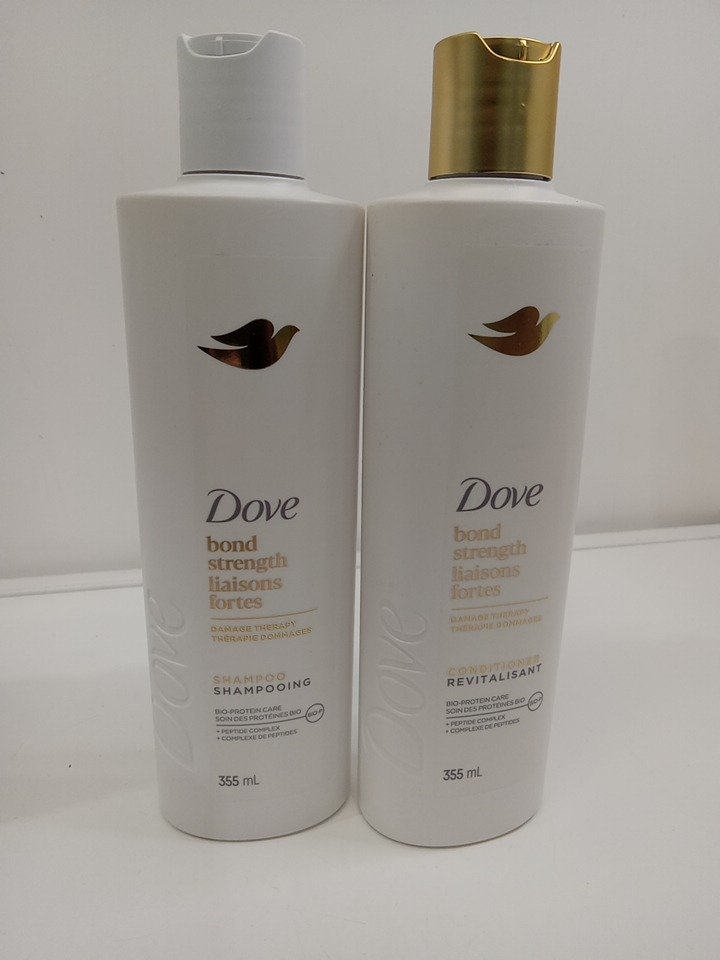 Dove
bond
strength
liaisons
fortes
DAMAGE THERAPY
THÉRAPIE DOMMAGES
SHAMPOO
SHAMPOOING
BIO-PROTEIN CARE
SOIN DES PROTÉINES BIO
BIO-P
+ PEPTIDE COMPLEX
+ COMPLEXE DE PEPTIDES
355 mL
Dove
Dove
bond
strength
liaisons
fortes
DAMAGE THERAPY
THÉRAPIE DOMMAGES
CONDITIONER
REVITALISANT
BIO-PROTEIN CARE
SOIN DES PROTÉINES BIO
BIO-P
+ PEPTIDE COMPLEX
+ COMPLEXE DE PEPTIDES
355 mL
Dove